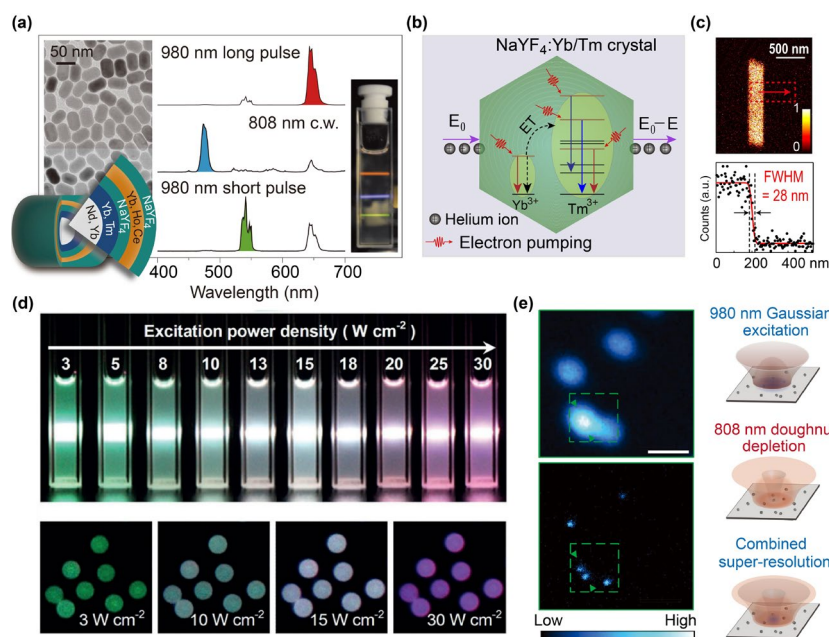 (a)
50 nm
980 nm long pulse
808 nm c.w.
980 nm short pulse
Nd, Yb
Yb, Tm
NaYF4
Yb, Ho, Ce
NaYF4
400 500 600 700
Wavelength (nm)
(b)
NaYF₄:Yb/Tm crystal
E₀
ET
E₀−E
Yb³⁺
Tm³⁺
Helium ion
Electron pumping
(c)
500 nm
1
0
FWHM
= 28 nm
Counts (a.u.)
0 200 400 nm
(d)
Excitation power density ( W cm⁻²)
3 5 8 10 13 15 18 20 25 30
3 W cm⁻²
10 W cm⁻²
15 W cm⁻²
30 W cm⁻²
(e)
980 nm Gaussian
excitation
808 nm doughnu
depletion
Combined
super-resolution
Low High